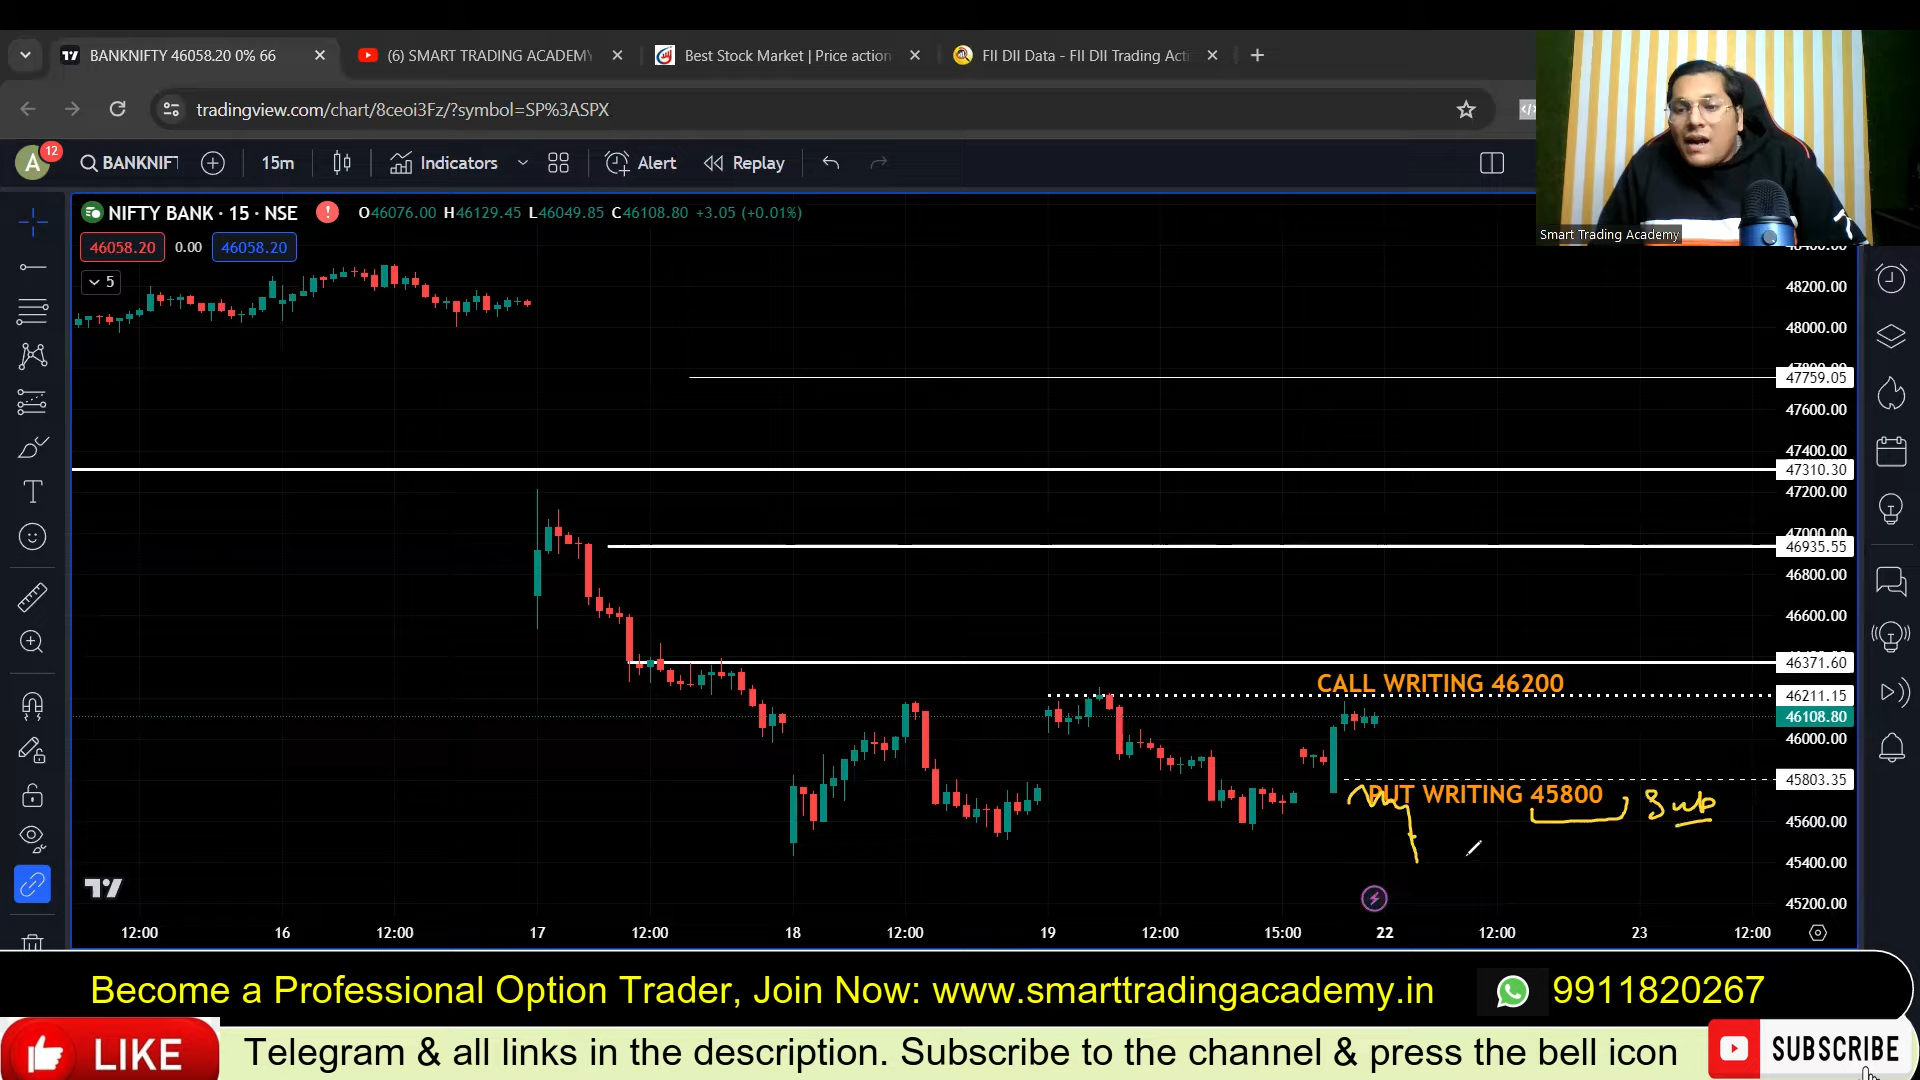 BANKNIFTY 46058.20 0% 66
(6) SMART TRADING ACADEMY
Best Stock Market | Price action
FII DII Data - FII DII Trading Acti
tradingview.com/chart/8ceoi3Fz/?symbol=SP%3ASPX
A 12 BANKNIF 15m Indicators Alert Replay
Smart Trading Academy
NIFTY BANK · 15 · NSE O46076.00 H46129.45 L46049.85 C46108.80 +3.05 (+0.01%)
46058.20 0.00 46058.20
5
48200.00
48000.00
47759.05
47600.00
47400.00
47310.30
47200.00
47000.00
46935.55
46800.00
46600.00
46371.60
CALL WRITING 46200
46211.15
46108.80
46000.00
45803.35
PUT WRITING 45800
45600.00
45400.00
45200.00
12:00 16 12:00 17 12:00 18 12:00 19 12:00 15:00 22 12:00 23 12:00
Become a Professional Option Trader, Join Now: www.smarttradingacademy.in 9911820267
LIKE Telegram & all links in the description. Subscribe to the channel & press the bell icon SUBSCRIBE